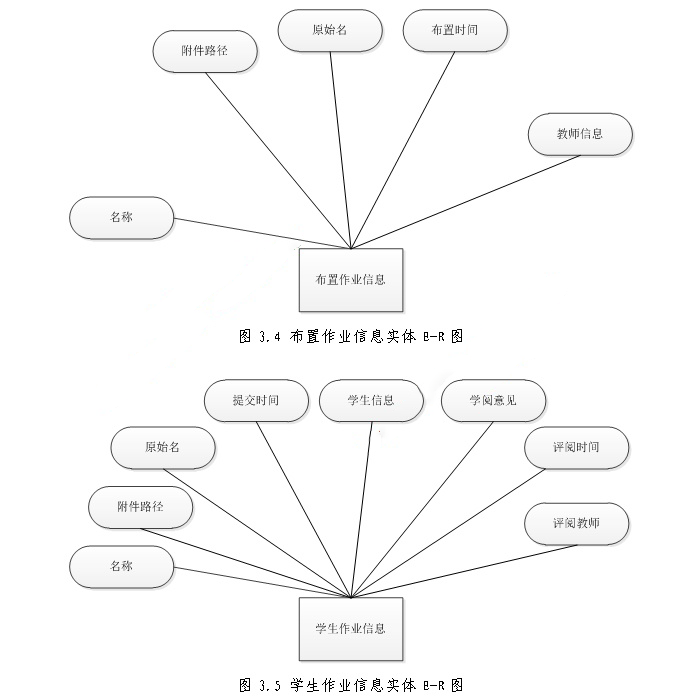 原始名
布置时间
附件路径
教师信息
名称
布置作业信息
图 3.4 布置作业信息实体 E-R 图
提交时间
学生信息
学阅意见
原始名
评阅时间
附件路径
评阅教师
名称
学生作业信息
图 3.5 学生作业信息实体 E-R 图